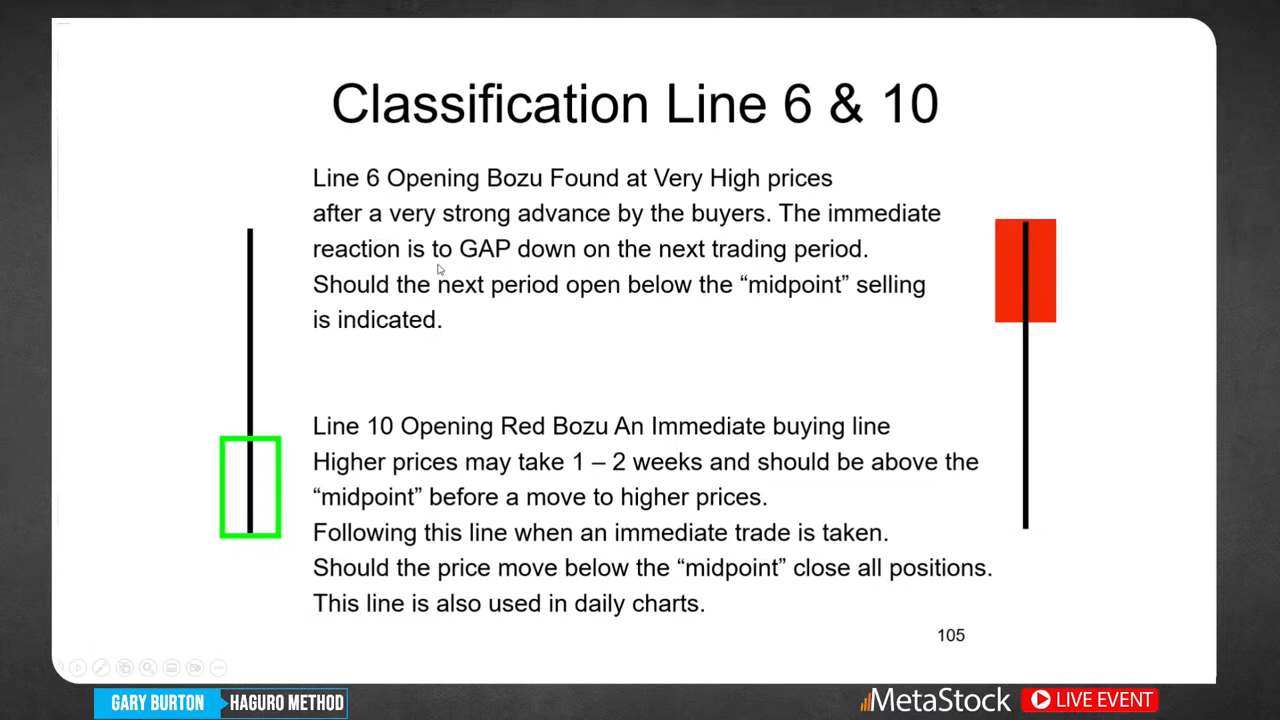 Classification Line 6 & 10
Line 6 Opening Bozu Found at Very High prices
after a very strong advance by the buyers. The immediate
reaction is to GAP down on the next trading period.
Should the next period open below the “midpoint” selling
is indicated.
Line 10 Opening Red Bozu An Immediate buying line
Higher prices may take 1 – 2 weeks and should be above the
“midpoint” before a move to higher prices.
Following this line when an immediate trade is taken.
Should the price move below the “midpoint” close all positions.
This line is also used in daily charts.
105
GARY BURTON HAGURO METHOD
MetaStock LIVE EVENT